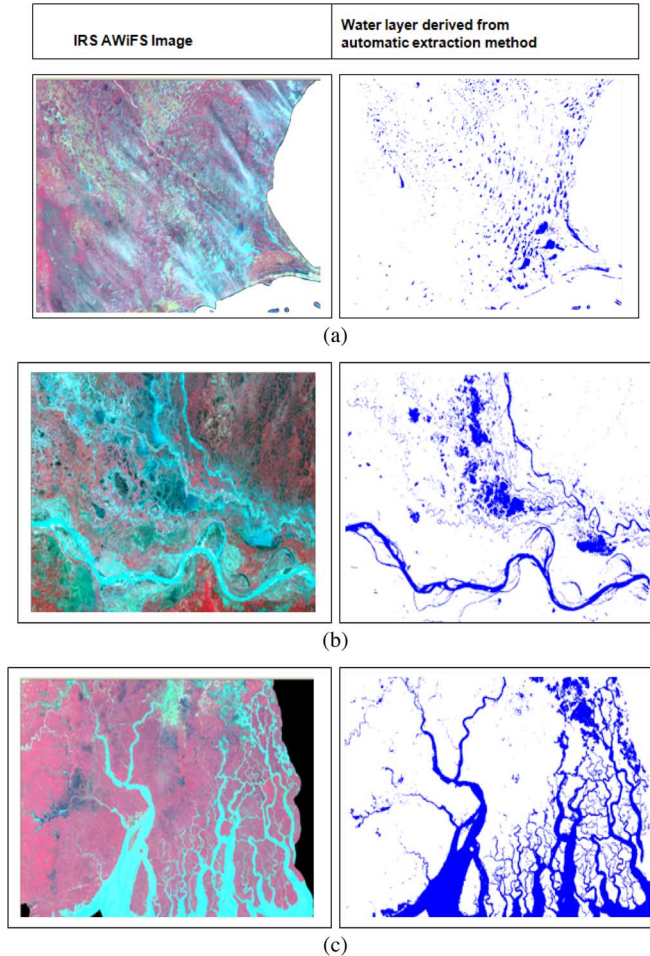 IRS AWiFS Image
Water layer derived from
automatic extraction method
(a)
(b)
(c)